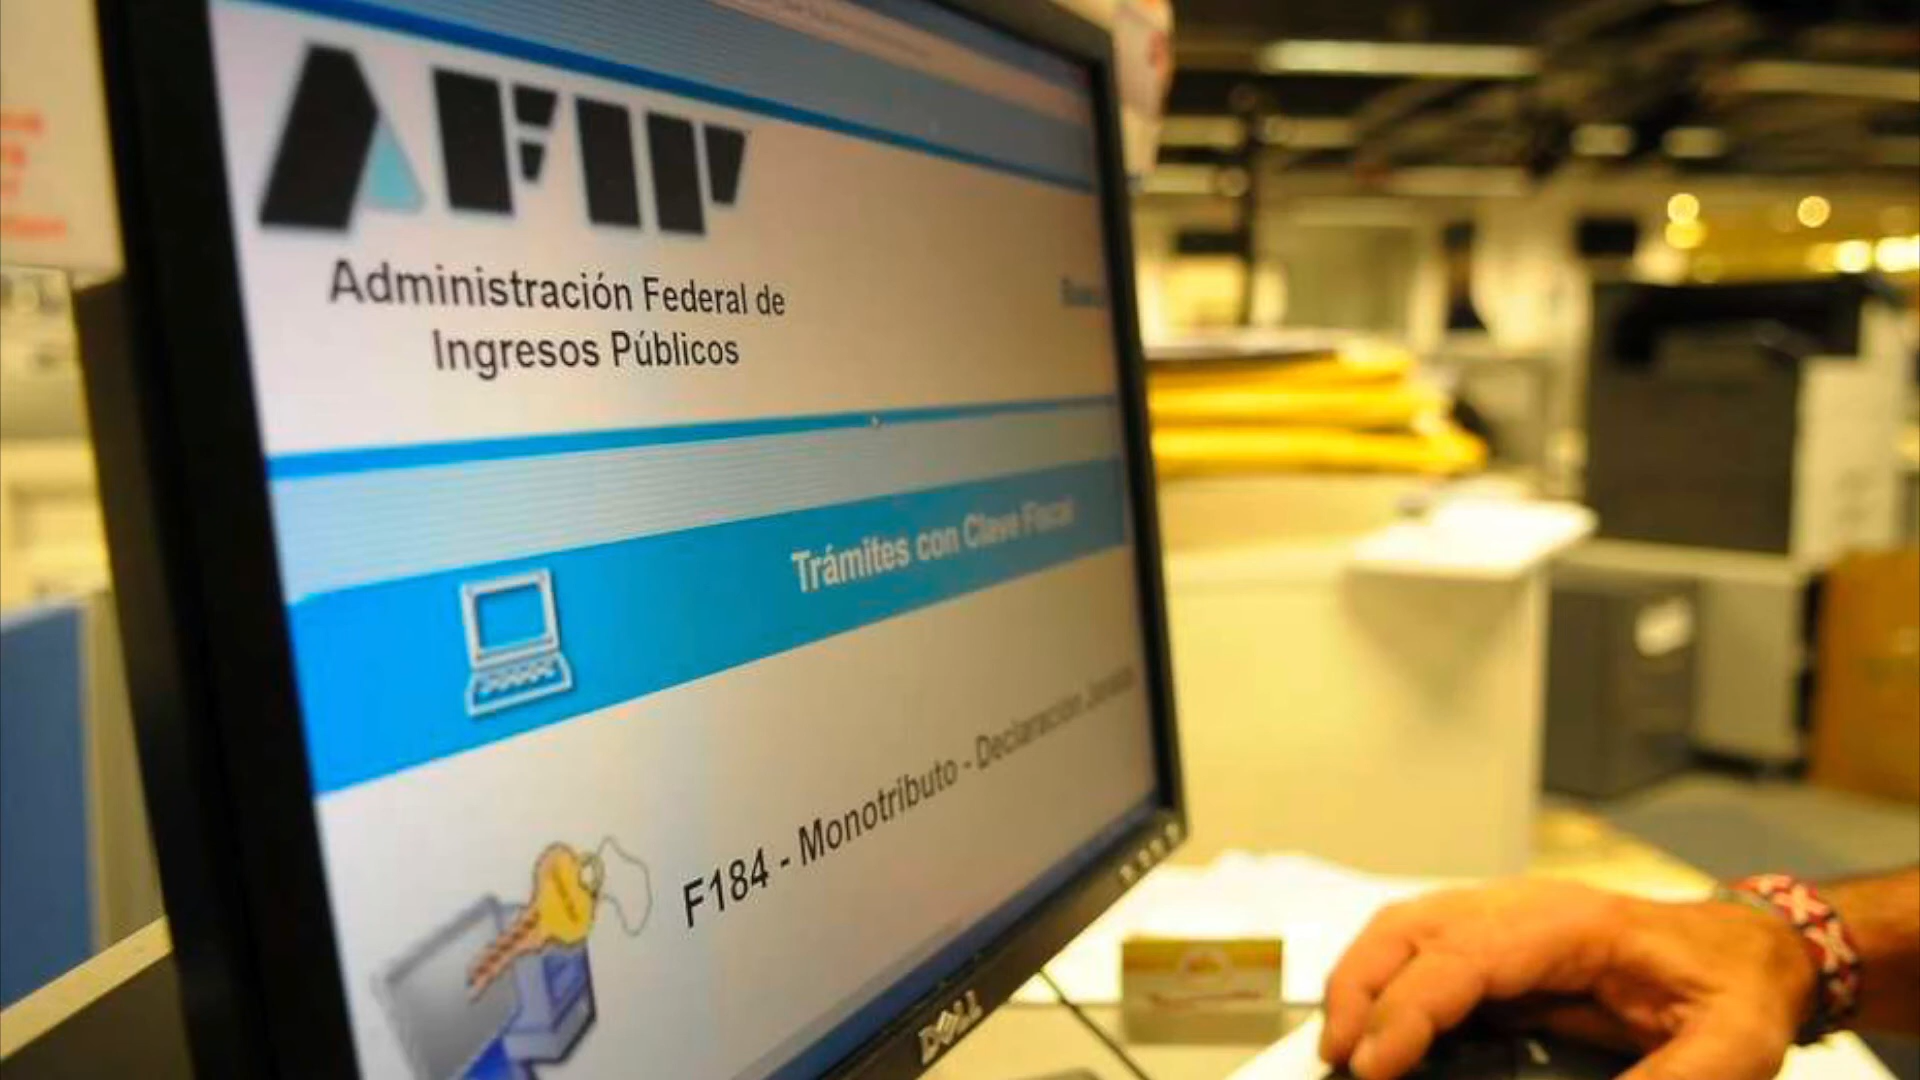 AFIP
Administración Federal de
Ingresos Públicos
Trámites con Clave Fiscal
F184 - Monotributo - Declaración Jurada
DELL